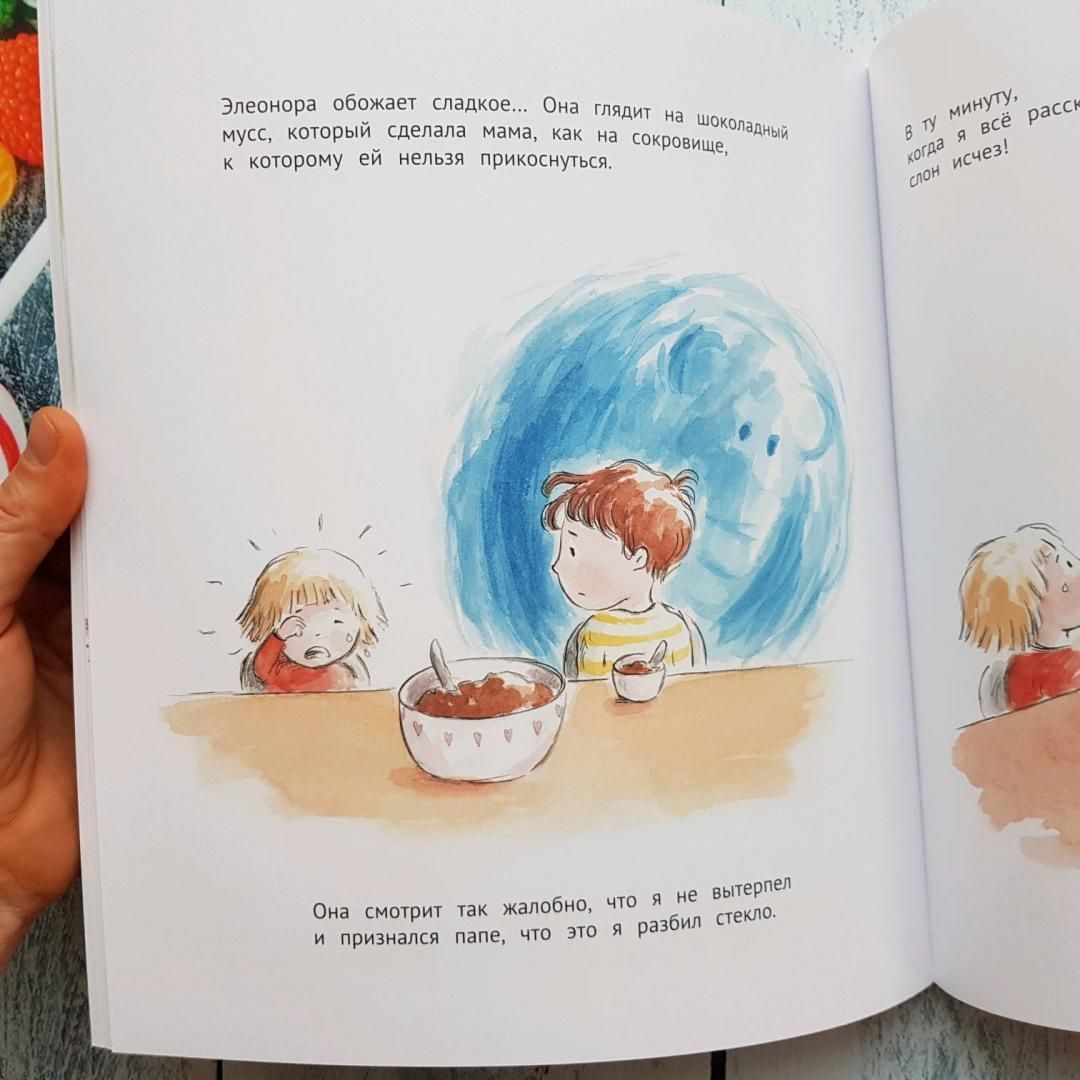 Элеонора обожает сладкое... Она глядит на шоколадный
мусс, который сделала мама, как на сокровище,
к которому ей нельзя прикоснуться.
Она смотрит так жалобно, что я не вытерпел
и признался папе, что это я разбил стекло.
В ту минуту,
когда я всё расск
слон исчез!